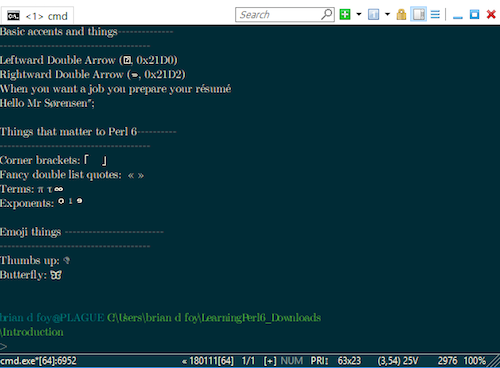 <1> cmd
Search
Basic accents and things--------------
--------------------------------------
Leftward Double Arrow (, 0x21D0)
Rightward Double Arrow (, 0x21D2)
When you want a job you prepare your résumé
Hello Mr Sørensen";
Things that matter to Perl 6----------
--------------------------------------
Corner brackets: 「 」
Fancy double list quotes: « »
Terms: π τ ∞
Exponents: ⁰ ¹ ⁹
Emoji things -------------------------
--------------------------------------
Thumbs up:
Butterfly:
brian d foy@PLAGUE C:\Users\brian d foy\LearningPerl6_Downloads
\Introduction
>
cmd.exe*[64]:6952 « 180111[64] 1/1 [+] NUM PRI↕ 63x23 (3,54) 25V 2976 100%